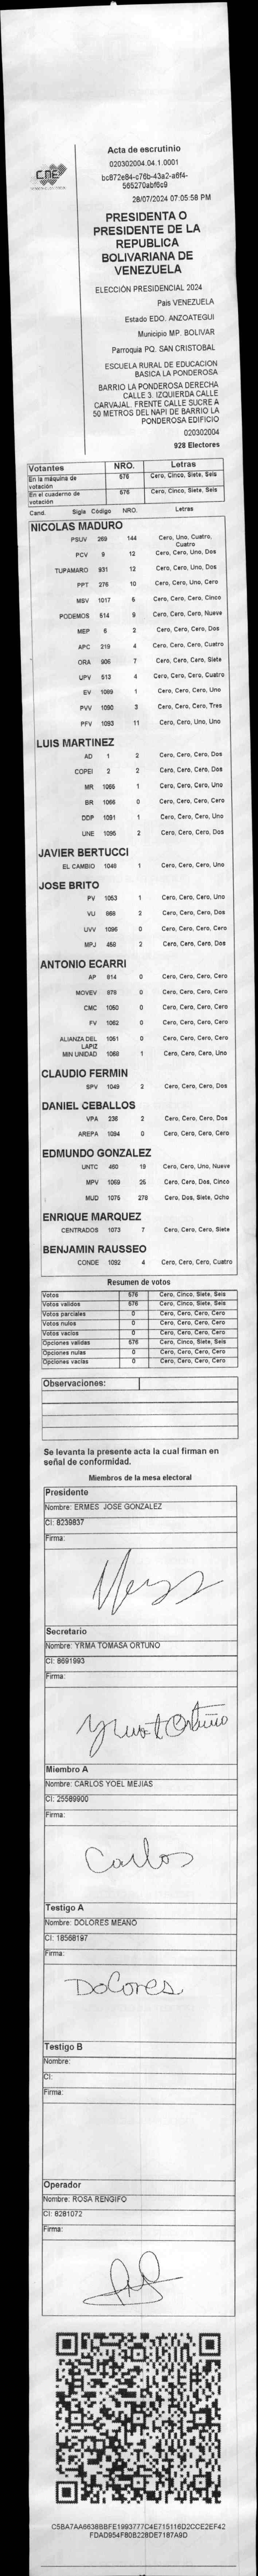 CNE
Acta de escrutinio
020302004.04.1.0001
bc872e84-c76b-43a2-a6f4-
565270abf6c9
28/07/2024 07:05:58 PM
PRESIDENTA O
PRESIDENTE DE LA
REPUBLICA
BOLIVARIANA DE
VENEZUELA
ELECCIÓN PRESIDENCIAL 2024
País VENEZUELA
Estado EDO. ANZOATEGUI
Municipio MP. BOLIVAR
Parroquia PQ. SAN CRISTOBAL
ESCUELA RURAL DE EDUCACION
BASICA LA PONDEROSA
BARRIO LA PONDEROSA DERECHA
CALLE 3. IZQUIERDA CALLE
CARVAJAL. FRENTE CALLE SUCRE A
50 METROS DEL NAPI DE BARRIO LA
PONDEROSA EDIFICIO
020302004
928 Electores
Votantes NRO. Letras
En la máquina de votación 576 Cero, Cinco, Siete, Seis
En el cuaderno de votación 576 Cero, Cinco, Siete, Seis
Cand. Sigla Código NRO. Letras
NICOLAS MADURO
PSUV 269 144 Cero, Uno, Cuatro, Cuatro
PCV 9 12 Cero, Cero, Uno, Dos
TUPAMARO 931 12 Cero, Cero, Uno, Dos
PPT 276 10 Cero, Cero, Uno, Cero
MSV 1017 5 Cero, Cero, Cero, Cinco
PODEMOS 514 9 Cero, Cero, Cero, Nueve
MEP 6 2 Cero, Cero, Cero, Dos
APC 219 4 Cero, Cero, Cero, Cuatro
ORA 906 7 Cero, Cero, Cero, Siete
UPV 513 4 Cero, Cero, Cero, Cuatro
EV 1089 1 Cero, Cero, Cero, Uno
PVV 1090 3 Cero, Cero, Cero, Tres
PFV 1093 11 Cero, Cero, Uno, Uno
LUIS MARTINEZ
AD 1 2 Cero, Cero, Cero, Dos
COPEI 2 2 Cero, Cero, Cero, Dos
MR 1055 1 Cero, Cero, Cero, Uno
BR 1066 0 Cero, Cero, Cero, Cero
DDP 1091 1 Cero, Cero, Cero, Uno
UNE 1095 2 Cero, Cero, Cero, Dos
JAVIER BERTUCCI
EL CAMBIO 1048 1 Cero, Cero, Cero, Uno
JOSE BRITO
PV 1053 1 Cero, Cero, Cero, Uno
VU 868 2 Cero, Cero, Cero, Dos
UVV 1096 0 Cero, Cero, Cero, Cero
MPJ 459 2 Cero, Cero, Cero, Dos
ANTONIO ECARRI
AP 814 0 Cero, Cero, Cero, Cero
MOVEV 879 0 Cero, Cero, Cero, Cero
CMC 1050 0 Cero, Cero, Cero, Cero
FV 1062 0 Cero, Cero, Cero, Cero
ALIANZA DEL LAPIZ 1051 0 Cero, Cero, Cero, Cero
MIN UNIDAD 1068 1 Cero, Cero, Cero, Uno
CLAUDIO FERMIN
SPV 1049 2 Cero, Cero, Cero, Dos
DANIEL CEBALLOS
VPA 236 2 Cero, Cero, Cero, Dos
AREPA 1094 0 Cero, Cero, Cero, Cero
EDMUNDO GONZALEZ
UNTC 460 19 Cero, Cero, Uno, Nueve
MPV 1069 25 Cero, Cero, Dos, Cinco
MUD 1075 278 Cero, Dos, Siete, Ocho
ENRIQUE MARQUEZ
CENTRADOS 1073 7 Cero, Cero, Cero, Siete
BENJAMIN RAUSSEO
CONDE 1092 4 Cero, Cero, Cero, Cuatro
Resumen de votos
Votos 576 Cero, Cinco, Siete, Seis
Votos validos 576 Cero, Cinco, Siete, Seis
Votos parciales 0 Cero, Cero, Cero, Cero
Votos nulos 0 Cero, Cero, Cero, Cero
Votos vacios 0 Cero, Cero, Cero, Cero
Opciones validas 576 Cero, Cinco, Siete, Seis
Opciones nulas 0 Cero, Cero, Cero, Cero
Opciones vacias 0 Cero, Cero, Cero, Cero
Observaciones:
Se levanta la presente acta la cual firman en
señal de conformidad.
Miembros de la mesa electoral
Presidente
Nombre: ERMES JOSE GONZALEZ
CI: 8239837
Firma:
Secretario
Nombre: YRMA TOMASA ORTUÑO
CI: 8691993
Firma:
Yrma t Ortuño
Miembro A
Nombre: CARLOS YOEL MEJIAS
CI: 25589900
Firma:
Carlos
Testigo A
Nombre: DOLORES MEAÑO
CI: 18568197
Firma:
Dolores
Testigo B
Nombre:
CI:
Firma:
Operador
Nombre: ROSA RENGIFO
CI: 8281072
Firma:
C5BA7AA6638BBFE1993777C4E715116D2CCE2EF42
FDAD954F80B22BDE7187A9D